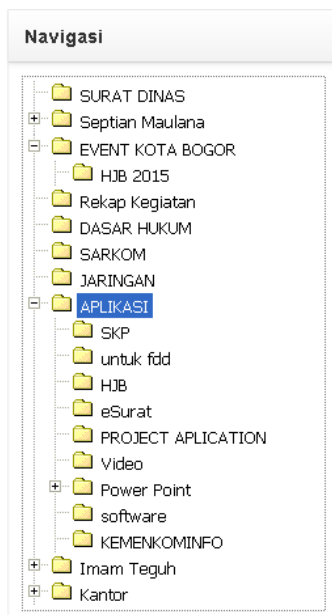 Navigasi
SURAT DINAS
Septian Maulana
EVENT KOTA BOGOR
HJB 2015
Rekap Kegiatan
DASAR HUKUM
SARKOM
JARINGAN
APLIKASI
SKP
untuk fdd
HJB
eSurat
PROJECT APLICATION
Video
Power Point
software
KEMENKOMINFO
Imam Teguh
Kantor